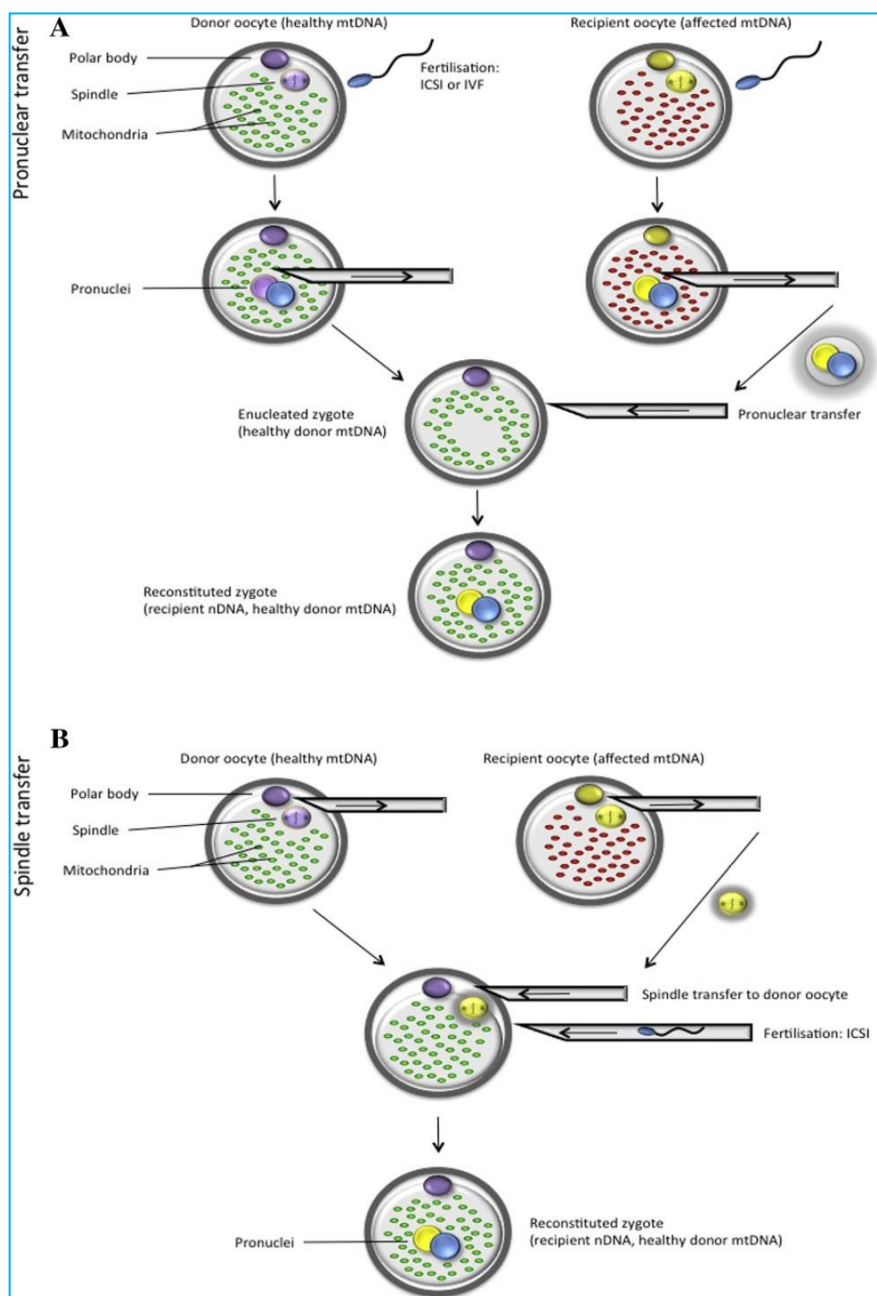 A
Pronuclear transfer
Donor oocyte (healthy mtDNA)
Recipient oocyte (affected mtDNA)
Polar body
Spindle
Mitochondria
Fertilisation:
ICSI or IVF
Pronuclei
Enucleated zygote
(healthy donor mtDNA)
Pronuclear transfer
Reconstituted zygote
(recipient nDNA, healthy donor mtDNA)
B
Spindle transfer
Donor oocyte (healthy mtDNA)
Recipient oocyte (affected mtDNA)
Polar body
Spindle
Mitochondria
Spindle transfer to donor oocyte
Fertilisation: ICSI
Pronuclei
Reconstituted zygote
(recipient nDNA, healthy donor mtDNA)